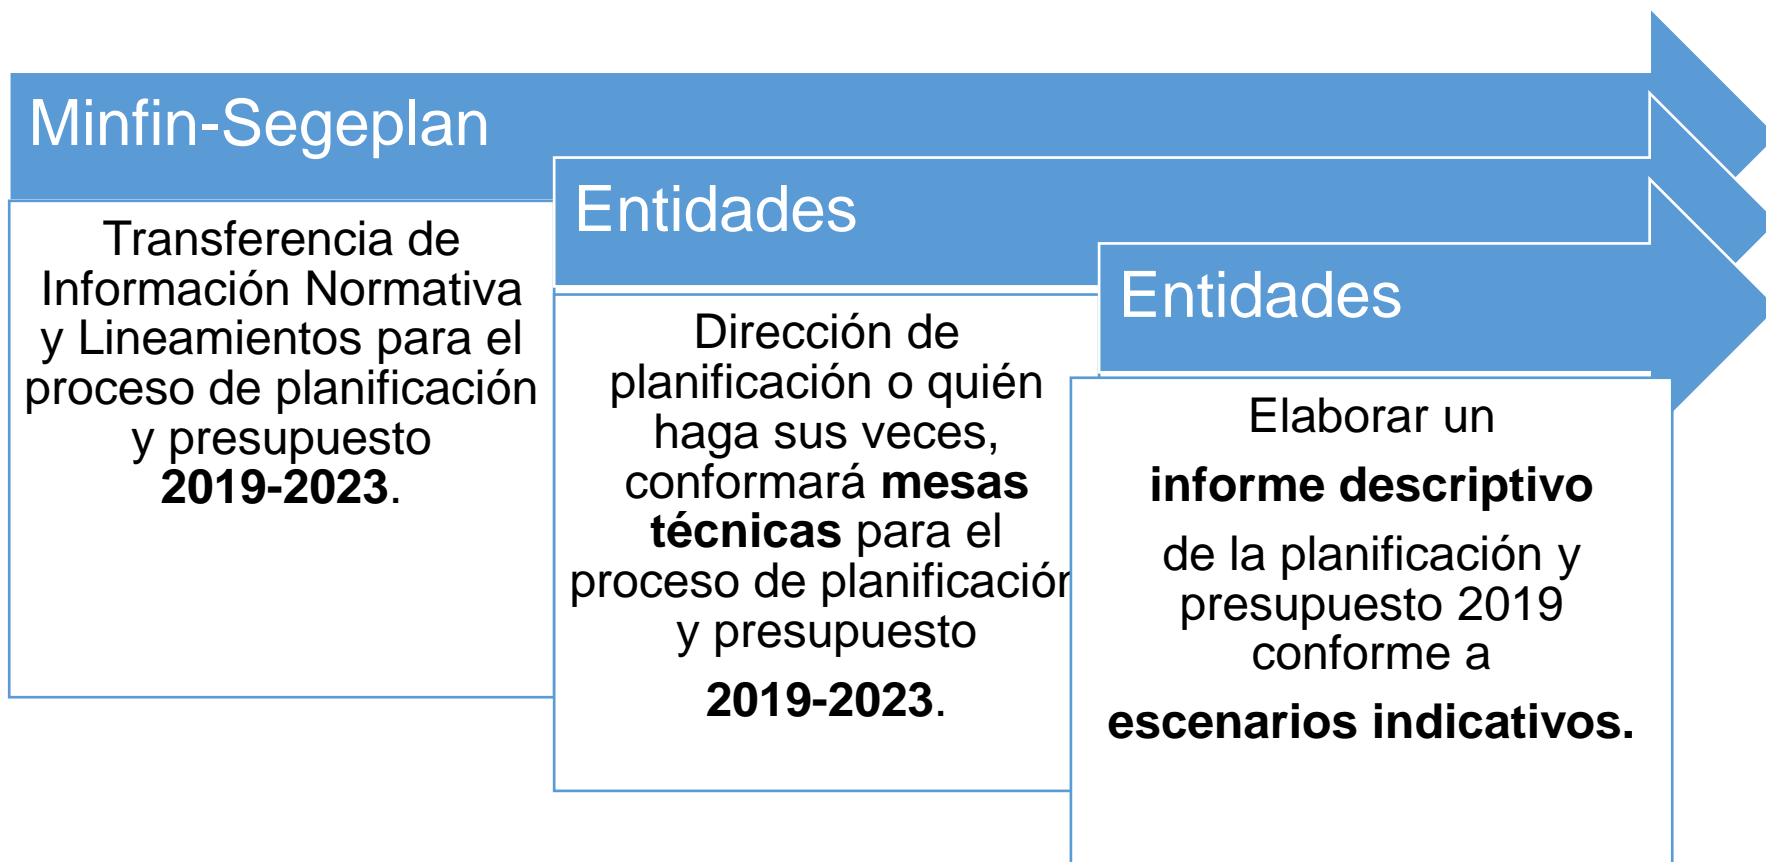 Minfin-Segeplan
Transferencia de
Información Normativa
y Lineamientos para el
proceso de planificación
y presupuesto
2019-2023.
Entidades
Dirección de
planificación o quién
haga sus veces,
conformará mesas
técnicas para el
proceso de planificación
y presupuesto
2019-2023.
Entidades
Elaborar un
informe descriptivo
de la planificación y
presupuesto 2019
conforme a
escenarios indicativos.